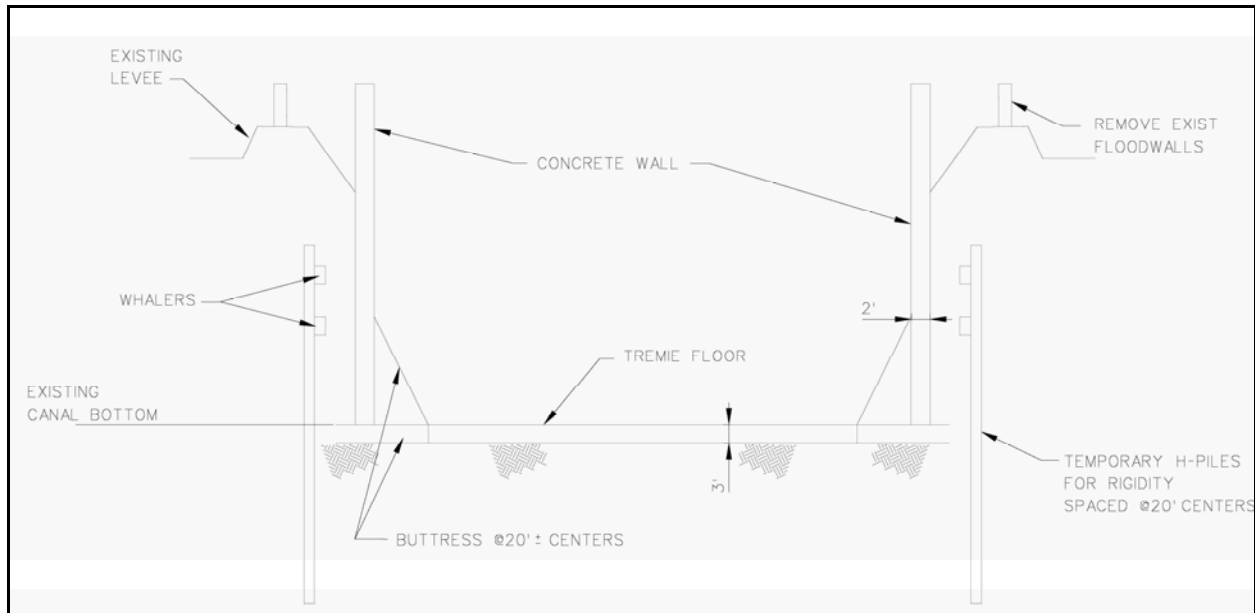 EXISTING
LEVEE
REMOVE EXIST
FLOODWALLS
CONCRETE WALL
WHALERS
2'
TREMIE FLOOR
EXISTING
CANAL BOTTOM
3'
TEMPORARY H-PILES
FOR RIGIDITY
SPACED @20' CENTERS
BUTTRESS @20' ± CENTERS